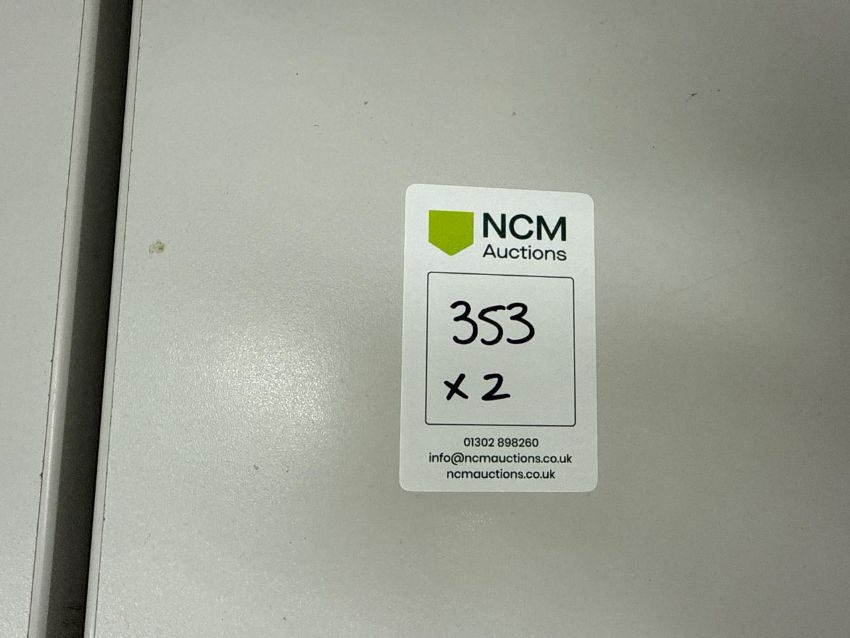 NCM
Auctions
353
x 2
01302 898260
info@ncmauctions.co.uk
ncmauctions.co.uk